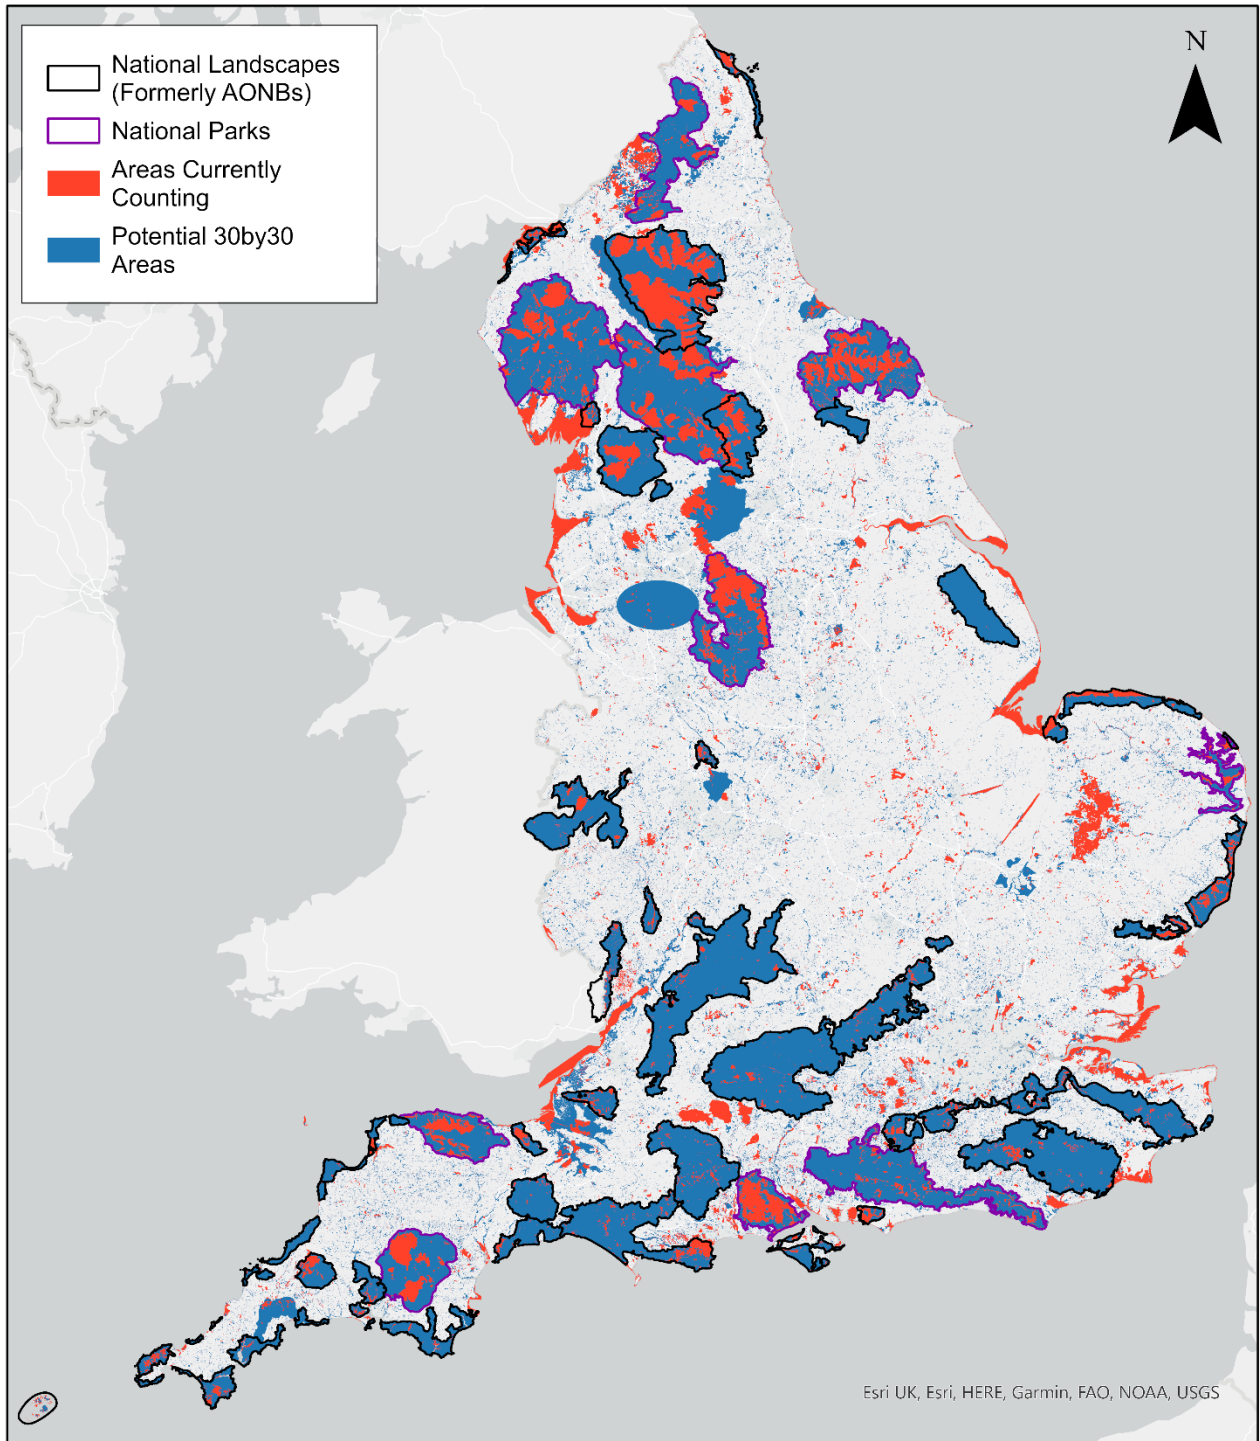 National Landscapes
(Formerly AONBs)
National Parks
Areas Currently
Counting
Potential 30by30
Areas
N
Esri UK, Esri, HERE, Garmin, FAO, NOAA, USGS